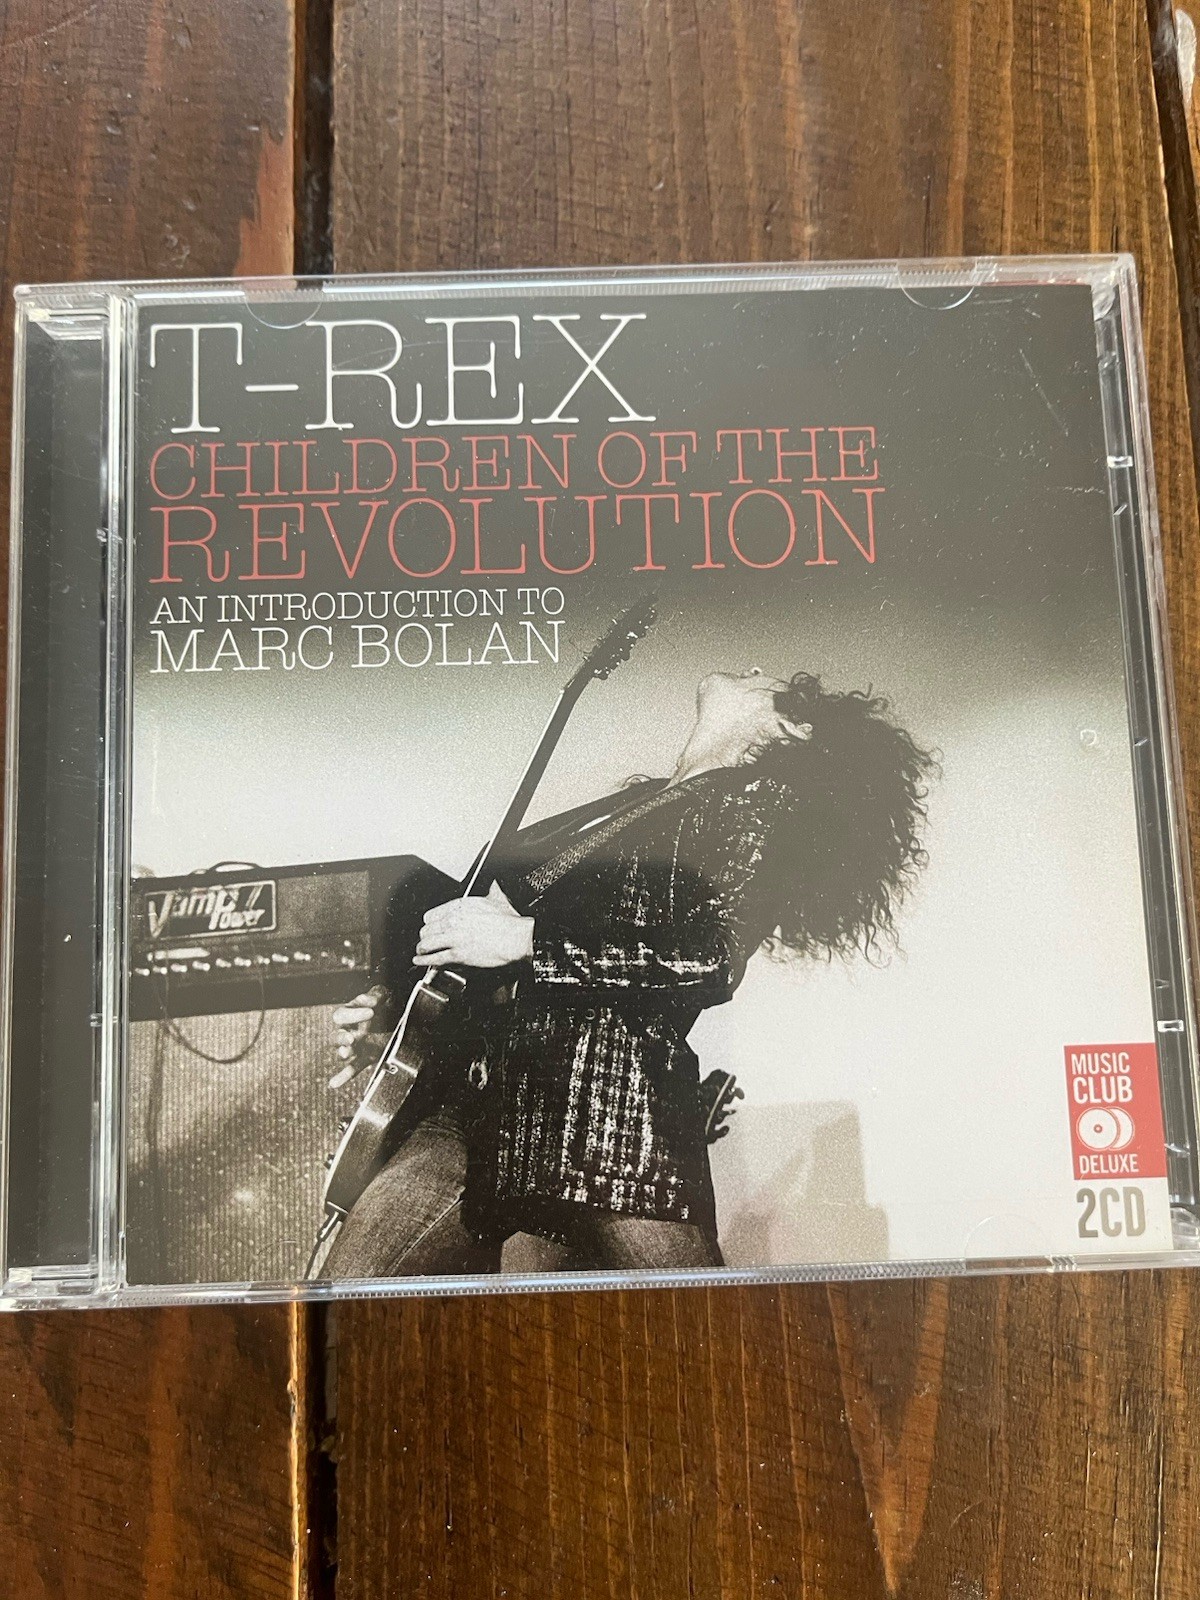 T-REX
CHILDREN OF THE
REVOLUTION
AN INTRODUCTION TO
MARC BOLAN
Vamp
Power
MUSIC
CLUB
DELUXE
2CD